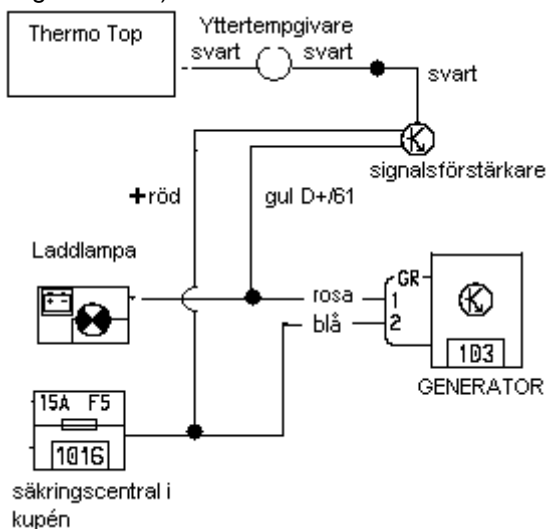 Thermo Top
Yttertempgivare
svart
svart
svart
signalsförstärkare
+röd
gul D+/61
Laddlampa
rosa
blå
GR
1
2
1D3
GENERATOR
15A F5
1016
säkringscentral i
kupén